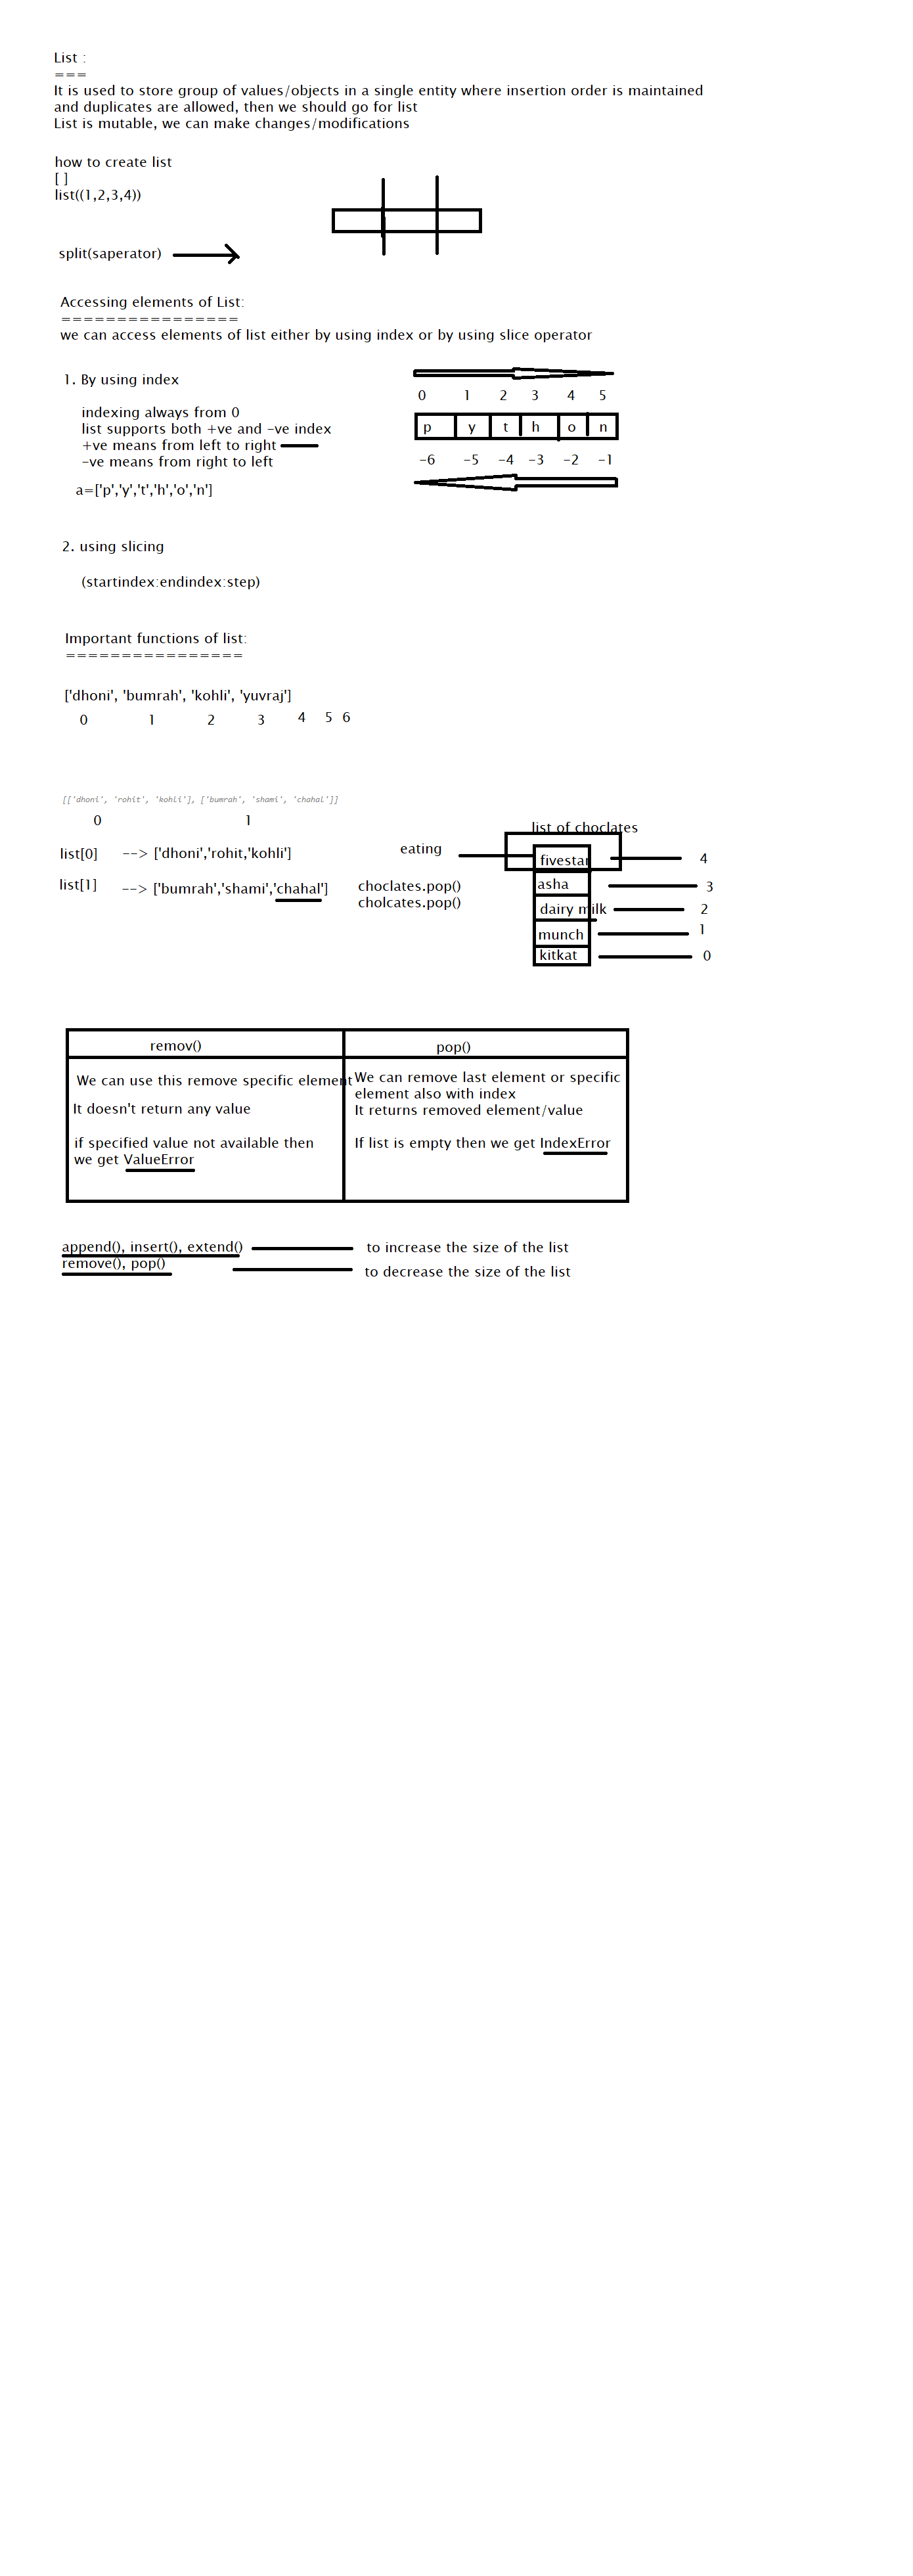 List :
===
It is used to store group of values/objects in a single entity where insertion order is maintained
and duplicates are allowed, then we should go for list
List is mutable, we can make changes/modifications
how to create list
[ ]
list((1,2,3,4))
split(saperator)
Accessing elements of List:
================
we can access elements of list either by using index or by using slice operator
1. By using index
indexing always from 0
list supports both +ve and -ve index
+ve means from left to right
-ve means from right to left
a=['p','y','t','h','o','n']
0 1 2 3 4 5
p y t h o n
-6 -5 -4 -3 -2 -1
2. using slicing
(startindex:endindex:step)
Important functions of list:
================
['dhoni', 'bumrah', 'kohli', 'yuvraj']
0 1 2 3 4 5 6
[['dhoni', 'rohit', 'kohli'], ['bumrah', 'shami', 'chahal']]
0 1
list[0] --> ['dhoni','rohit,'kohli']
list[1] --> ['bumrah','shami','chahal']
eating
choclates.pop()
cholcates.pop()
list of choclates
fivestar 4
asha 3
dairy milk 2
munch 1
kitkat 0
remov() pop()
We can use this remove specific element
It doesn't return any value
if specified value not available then
we get ValueError
We can remove last element or specific
element also with index
It returns removed element/value
If list is empty then we get IndexError
append(), insert(), extend() to increase the size of the list
remove(), pop() to decrease the size of the list